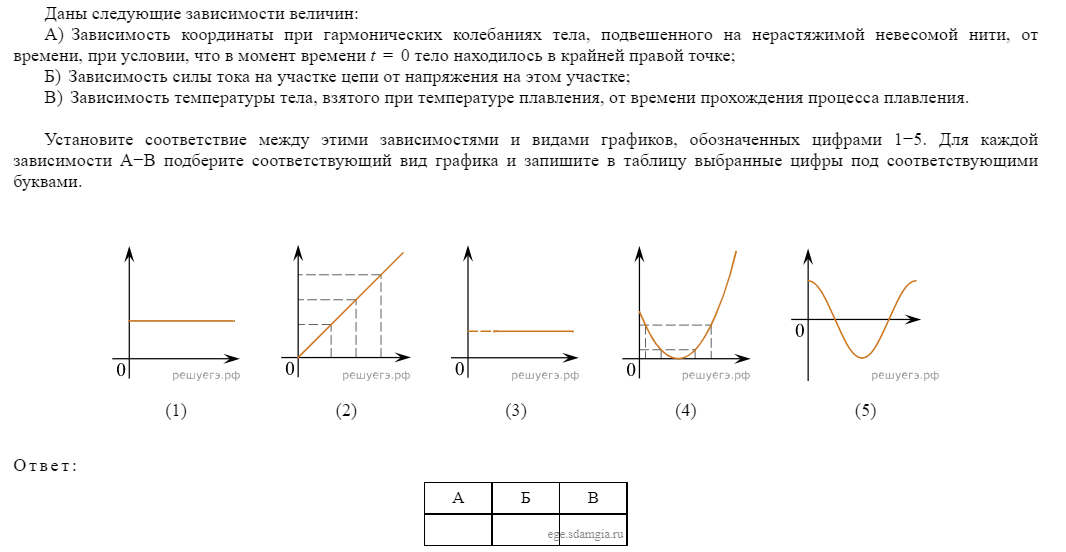 Даны следующие зависимости величин:
А) Зависимость координаты при гармонических колебаниях тела, подвешенного на нерастяжимой невесомой нити, от
времени, при условии, что в момент времени t = 0 тело находилось в крайней правой точке;
Б) Зависимость силы тока на участке цепи от напряжения на этом участке;
В) Зависимость температуры тела, взятого при температуре плавления, от времени прохождения процесса плавления.
Установите соответствие между этими зависимостями и видами графиков, обозначенных цифрами 1−5. Для каждой
зависимости А−В подберите соответствующий вид графика и запишите в таблицу выбранные цифры под соответствующими
буквами.
0 0 0 0 0
решуегэ.рф решуегэ.рф решуегэ.рф решуегэ.рф решуегэ.рф
(1) (2) (3) (4) (5)
Ответ:
А Б В
ege.sdamgia.ru